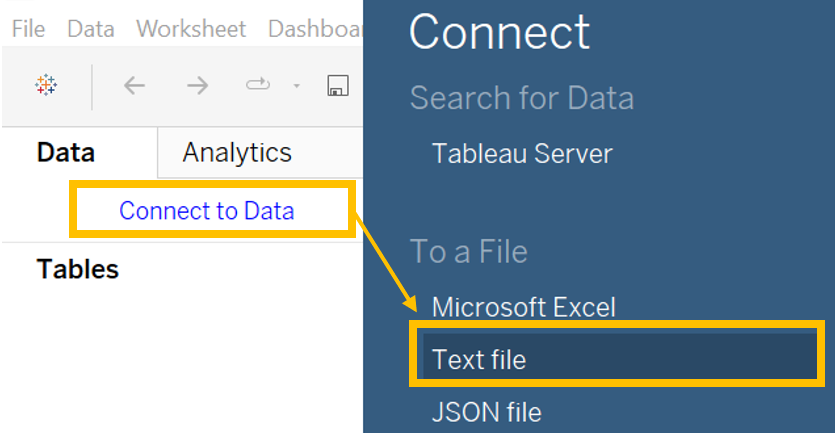 File Data Worksheet Dashboar
Data Analytics
Connect to Data
Tables
Connect
Search for Data
Tableau Server
To a File
Microsoft Excel
Text file
JSON file